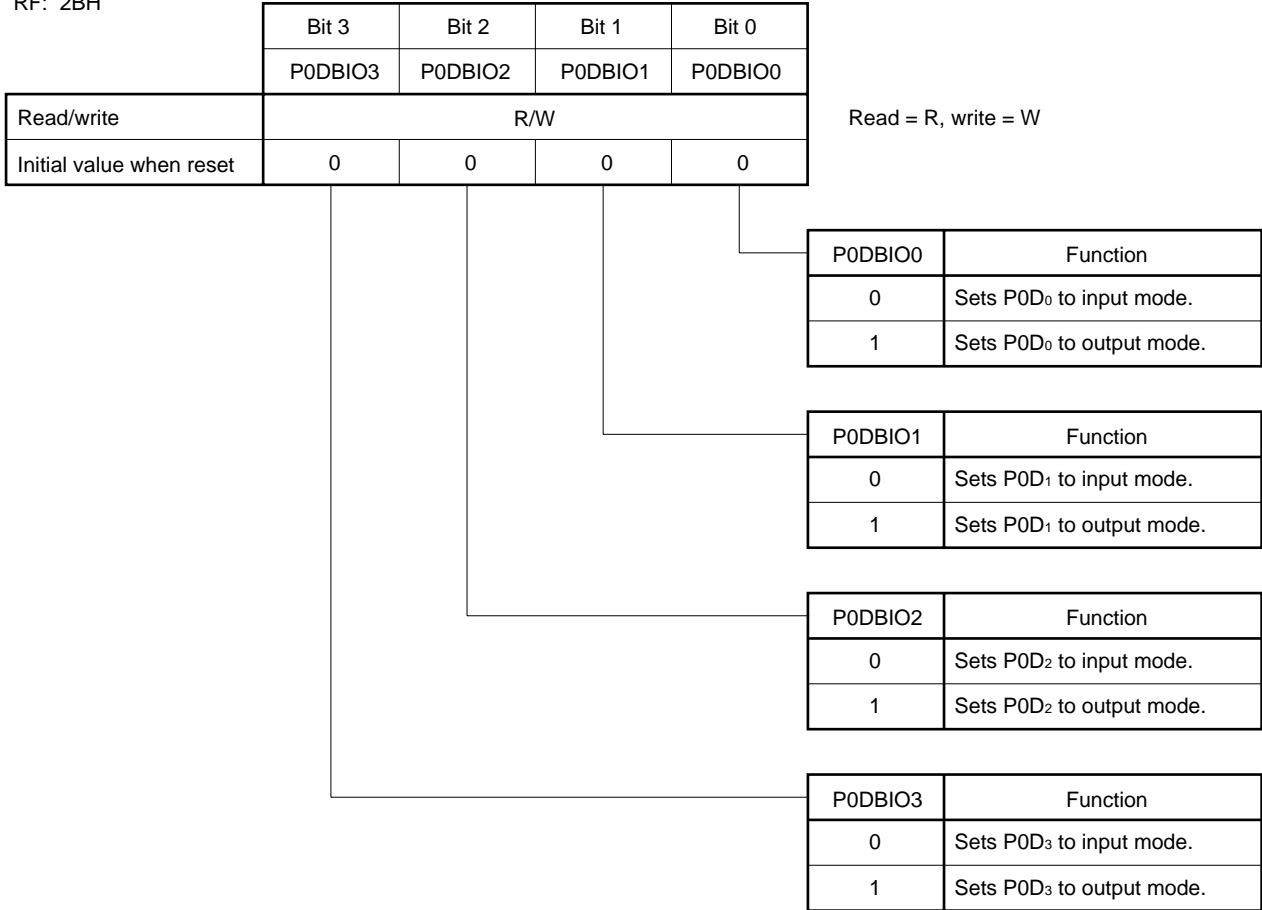 RF: 2BH
Bit 3 Bit 2 Bit 1 Bit 0
P0DBIO3 P0DBIO2 P0DBIO1 P0DBIO0
Read/write R/W Read = R, write = W
Initial value when reset 0 0 0 0
P0DBIO0 Function
0 Sets P0D₀ to input mode.
1 Sets P0D₀ to output mode.
P0DBIO1 Function
0 Sets P0D₁ to input mode.
1 Sets P0D₁ to output mode.
P0DBIO2 Function
0 Sets P0D₂ to input mode.
1 Sets P0D₂ to output mode.
P0DBIO3 Function
0 Sets P0D₃ to input mode.
1 Sets P0D₃ to output mode.